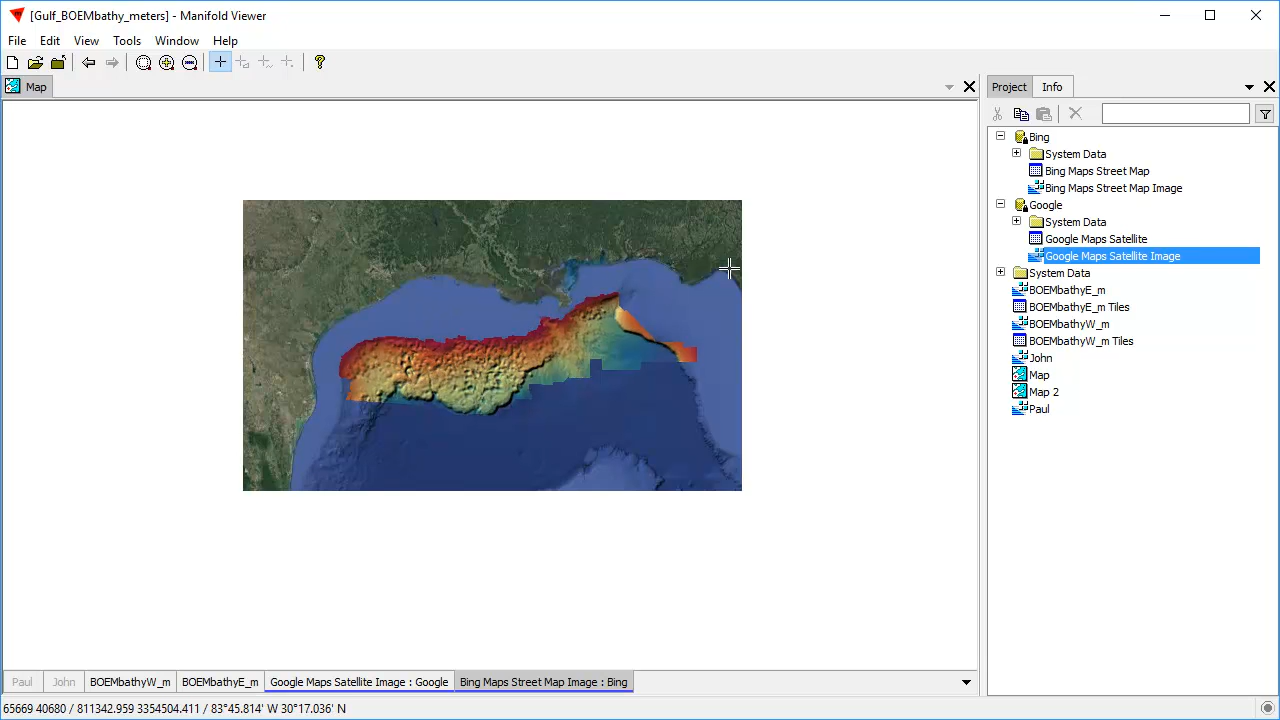 [Gulf_BOEMbathy_meters] - Manifold Viewer
File Edit View Tools Window Help
Map
Project Info
Bing
System Data
Bing Maps Street Map
Bing Maps Street Map Image
Google
System Data
Google Maps Satellite
Google Maps Satellite Image
System Data
BOEMbathyE_m
BOEMbathyE_m Tiles
BOEMbathyW_m
BOEMbathyW_m Tiles
John
Map
Map 2
Paul
Paul John BOEMbathyW_m BOEMbathyE_m Google Maps Satellite Image : Google Bing Maps Street Map Image : Bing
65669 40680 / 811342.959 3354504.411 / 83°45.814' W 30°17.036' N